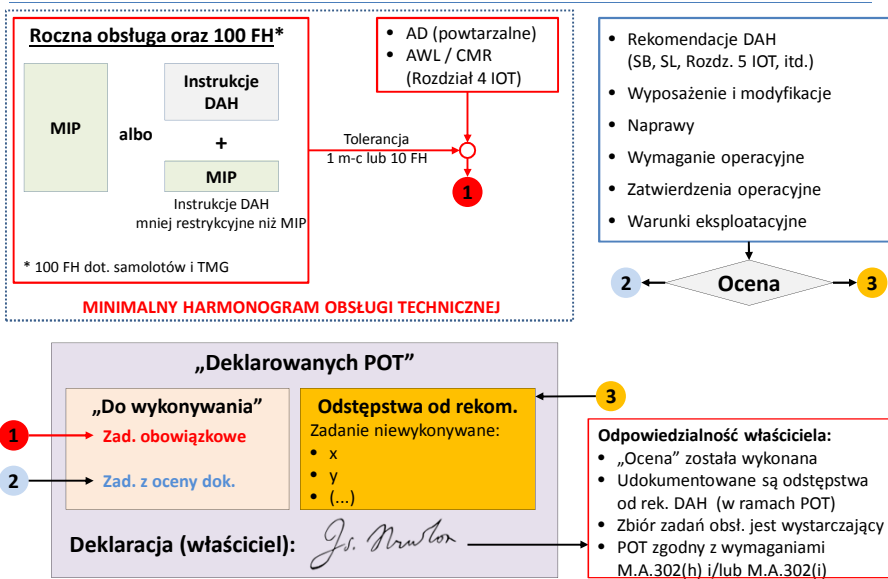 Roczna obsługa oraz 100 FH*
MIP
albo
Instrukcje
DAH
+
MIP
Instrukcje DAH
mniej restrykcyjne niż MIP
* 100 FH dot. samolotów i TMG
Tolerancja
1 m-c lub 10 FH
• AD (powtarzalne)
• AWL / CMR
(Rozdział 4 IOT)
1
MINIMALNY HARMONOGRAM OBSŁUGI TECHNICZNEJ
• Rekomendacje DAH
(SB, SL, Rozdz. 5 IOT, itd.)
• Wyposażenie i modyfikacje
• Naprawy
• Wymaganie operacyjne
• Zatwierdzenia operacyjne
• Warunki eksploatacyjne
2
Ocena
3
„Deklarowanych POT”
„Do wykonywania”
1
Zad. obowiązkowe
2
Zad. z oceny dok.
Odstępstwa od rekom.
Zadanie niewykonywane:
• x
• y
• (...)
3
Deklaracja (właściciel):
Js. Newton
Odpowiedzialność właściciela:
• „Ocena” została wykonana
• Udokumentowane są odstępstwa
od rek. DAH (w ramach POT)
• Zbiór zadań obsł. jest wystarczający
• POT zgodny z wymaganiami
M.A.302(h) i/lub M.A.302(i)